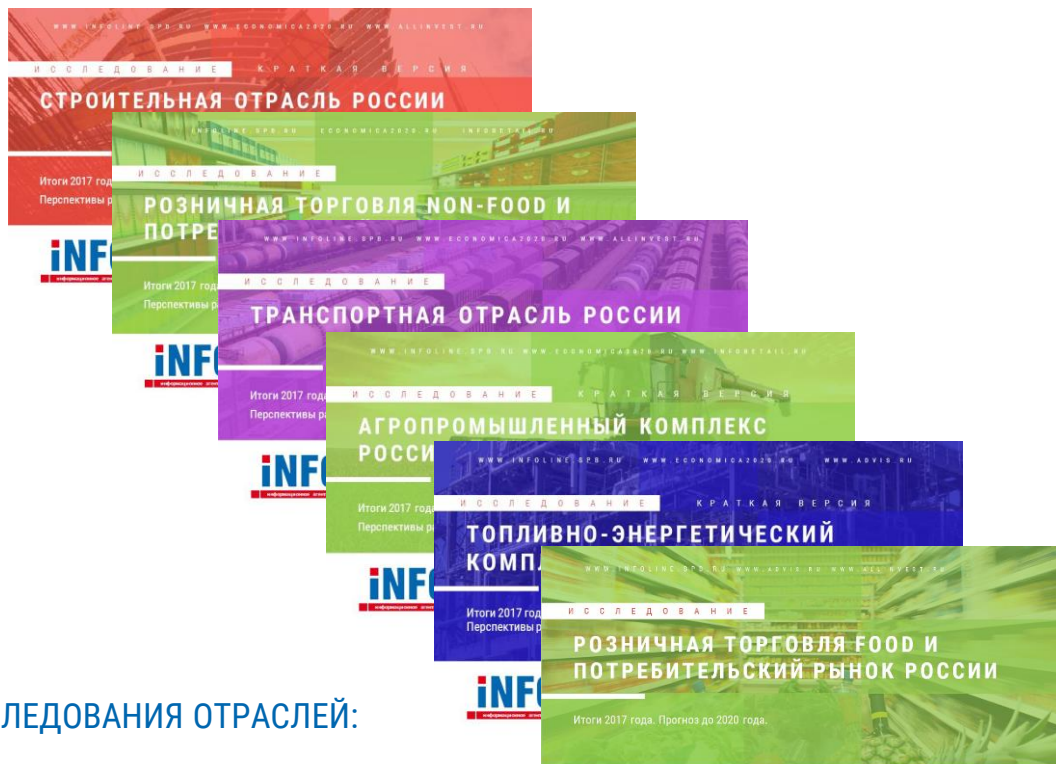 WWW.INFOLINE.SPB.RU WWW.ECONOMICA2020.RU WWW.ALLINVEST.RU
ИССЛЕДОВАНИЕ КРАТКАЯ ВЕРСИЯ
СТРОИТЕЛЬНАЯ ОТРАСЛЬ РОССИИ
Итоги 2017 год
Перспективы р
INF
INFOLINE.SPB.RU ECONOMICA2020.RU INFORETAIL.RU
ИССЛЕДОВАНИЕ
РОЗНИЧНАЯ ТОРГОВЛЯ NON-FOOD И
ПОТРЕ
Итоги 2017 год
Перспективы р
INF
WWW.INFOLINE.SPB.RU WWW.ECONOMICA2020.RU WWW.ALLINVEST.RU
ИССЛЕДОВАНИЕ
ТРАНСПОРТНАЯ ОТРАСЛЬ РОССИИ
Итоги 2017 года
Перспективы р
INF
WWW.INFOLINE.SPB.RU WWW.ECONOMICA2020.RU WWW.INFORETAIL.RU
ИССЛЕДОВАНИЕ КРАТКАЯ ВЕРСИЯ
АГРОПРОМЫШЛЕННЫЙ КОМПЛЕКС
РОССИ
Итоги 2017 года
Перспективы р
INF
WWW.INFOLINE.SPB.RU WWW.ECONOMICA2020.RU WWW.ADVIS.RU
ИССЛЕДОВАНИЕ КРАТКАЯ ВЕРСИЯ
ТОПЛИВНО-ЭНЕРГЕТИЧЕСКИЙ
КОМПЛ
Итоги 2017 год
Перспективы р
INF
WWW.INFOLINE.SPB.RU WWW.ADVIS.RU WWW.ALLINVEST.RU
ИССЛЕДОВАНИЕ
РОЗНИЧНАЯ ТОРГОВЛЯ FOOD И
ПОТРЕБИТЕЛЬСКИЙ РЫНОК РОССИИ
Итоги 2017 года. Прогноз до 2020 года.
ЛЕДОВАНИЯ ОТРАСЛЕЙ: